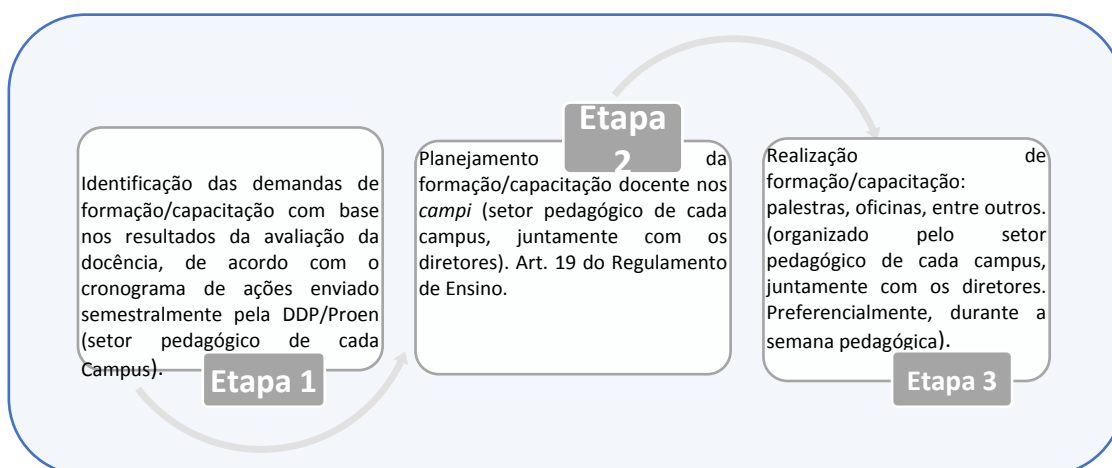 Identificação das demandas de
formação/capacitação com base
nos resultados da avaliação da
docência, de acordo com o
cronograma de ações enviado
semestralmente pela DDP/Proen
(setor pedagógico de cada
Campus).
Etapa 1
Etapa
2
Planejamento da
formação/capacitação docente nos
campi (setor pedagógico de cada
campus, juntamente com os
diretores). Art. 19 do Regulamento
de Ensino.
Realização de
formação/capacitação:
palestras, oficinas, entre outros.
(organizado pelo setor
pedagógico de cada campus,
juntamente com os diretores.
Preferencialmente, durante a
semana pedagógica).
Etapa 3